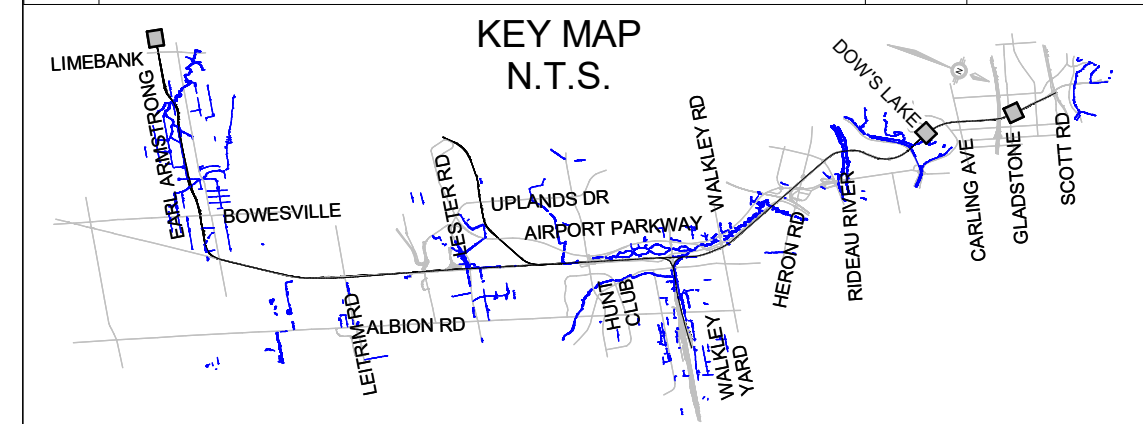 KEY MAP
N.T.S.
LIMEBANK
EARL ARMSTRONG
BOWESVILLE
LESTER RD
UPLANDS DR
AIRPORT PARKWAY
WALKLEY RD
DOW'S LAKE
N
LEITRIM RD
ALBION RD
HUNT
CLUB
WALKLEY
YARD
HERON RD
RIDEAU RIVER
CARLING AVE
GLADSTONE
SCOTT RD